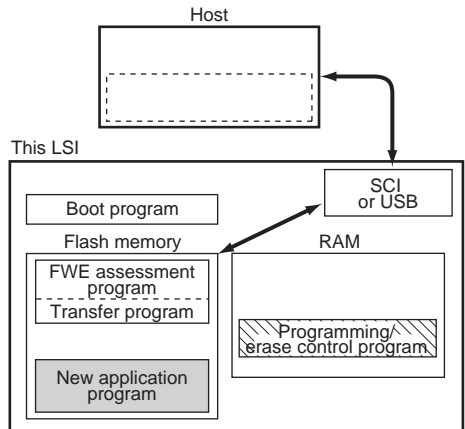 Host
This LSI
SCI
or USB
Boot program
Flash memory
RAM
FWE assessment
program
Transfer program
Programming/
erase control program
New application
program